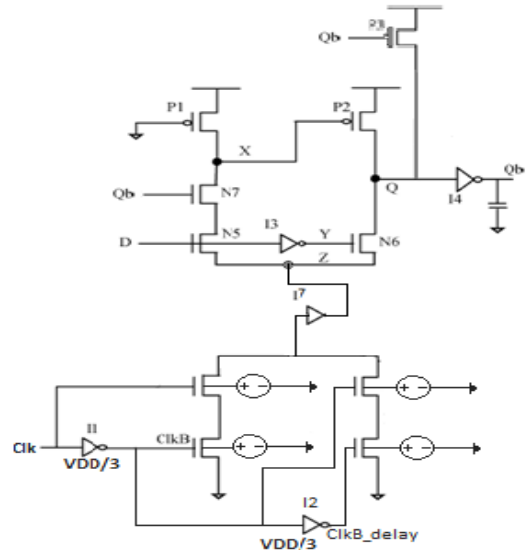 Qb
P3
P1
P2
X
Qb
N7
Q
I4
Qb
D
N5
I3
Y
N6
Z
I7
Clk
I1
VDD/3
ClkB
I2
VDD/3
ClkB_delay